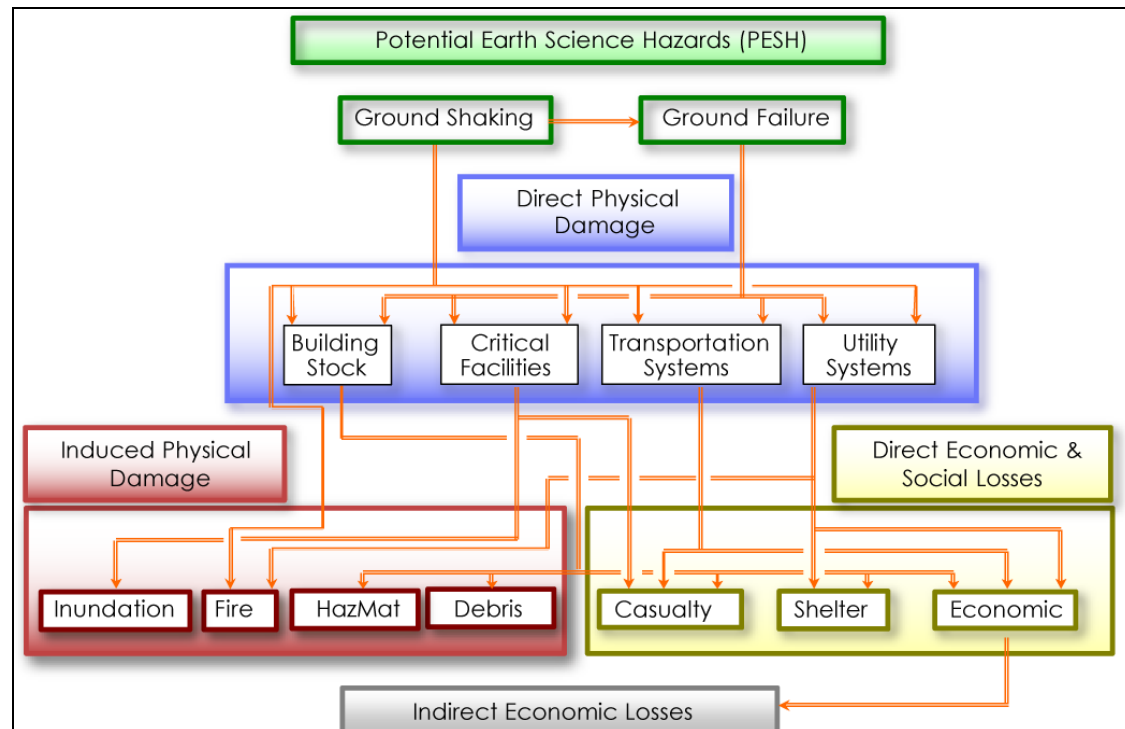 Potential Earth Science Hazards (PESH)
Ground Shaking
Ground Failure
Direct Physical
Damage
Building
Stock
Critical
Facilities
Transportation
Systems
Utility
Systems
Induced Physical
Damage
Direct Economic &
Social Losses
Inundation
Fire
HazMat
Debris
Casualty
Shelter
Economic
Indirect Economic Losses